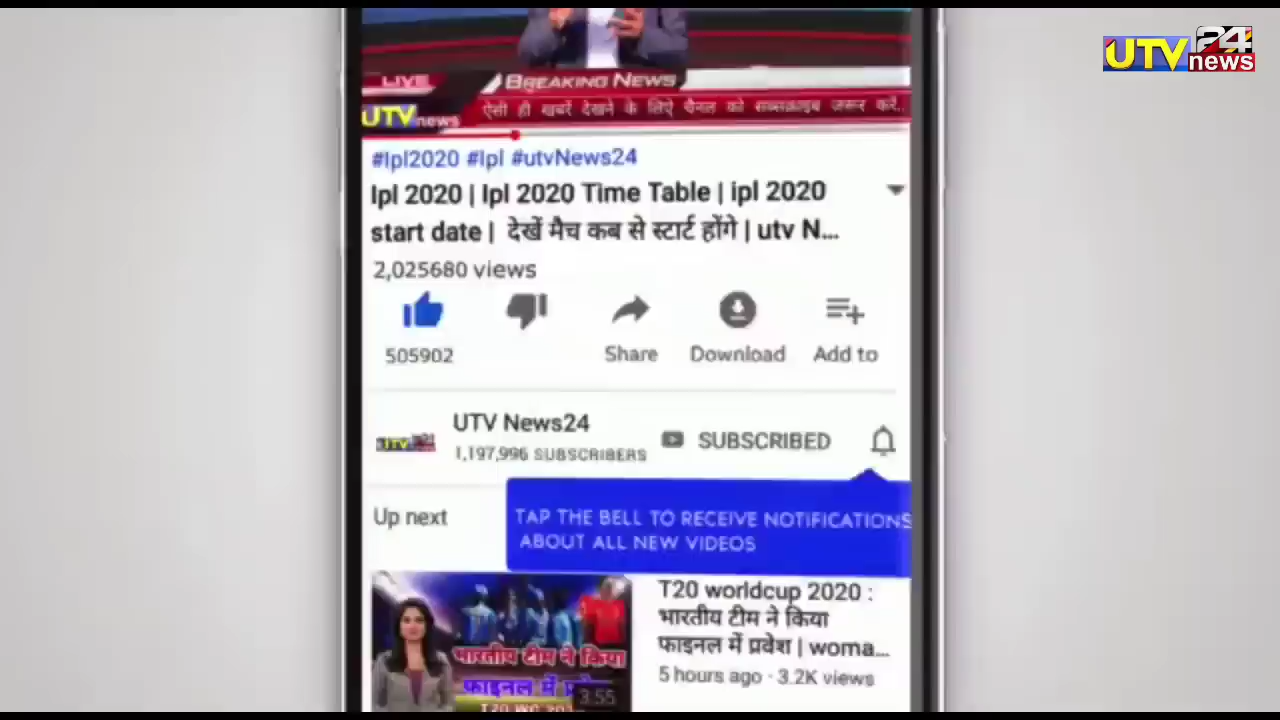 UTV 24 news
LIVE BREAKING NEWS
UTV news ऐसी ही खबरें देखने के लिऐ चैनल को सब्सक्राइब जरूर करें..
#Ipl2020 #Ipl #utvNews24
Ipl 2020 | Ipl 2020 Time Table | ipl 2020
start date | देखें मैच कब से स्टार्ट होंगे | utv N...
2,025680 views
505902 Share Download Add to
UTV News24
1,197,996 SUBSCRIBERS
SUBSCRIBED
Up next
TAP THE BELL TO RECEIVE NOTIFICATIONS
ABOUT ALL NEW VIDEOS
T20 worldcup 2020 :
भारतीय टीम ने किया
फाइनल में प्रवेश | woma...
5 hours ago · 3.2K views
भारतीय टीम ने किया
फाइनल में
3:55